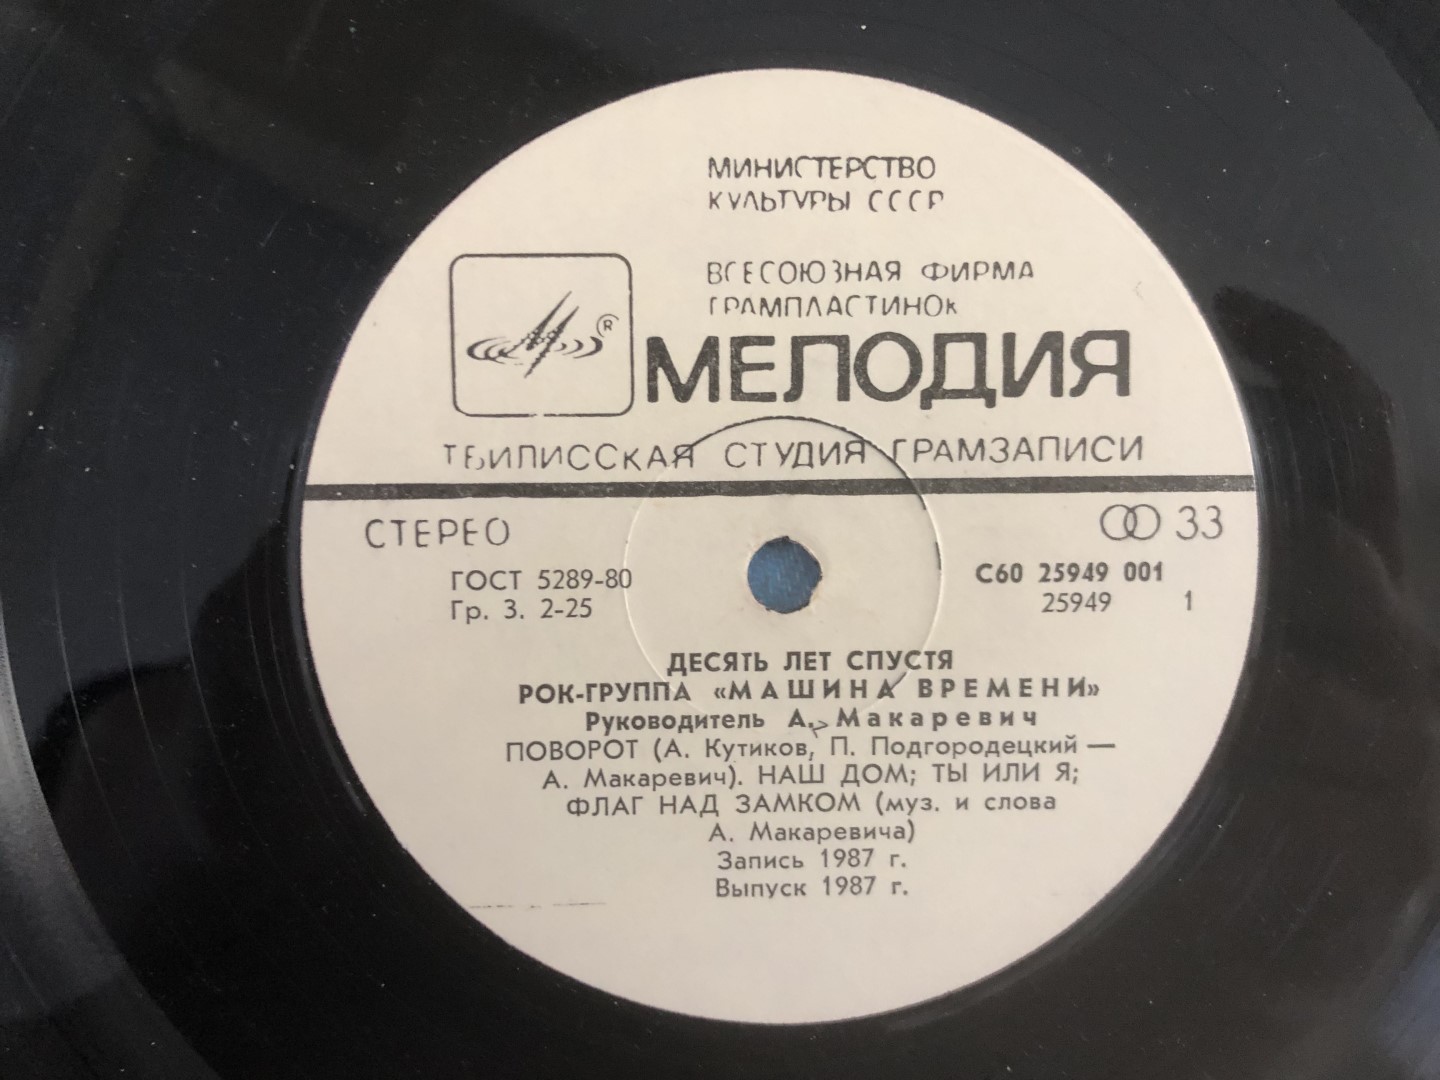 МИНИСТЕРСТВО
КУЛЬТУРЫ СССР
ВСЕСОЮЗНАЯ ФИРМА
ГРАМПЛАСТИНОК
М ®
МЕЛОДИЯ
ТБИЛИССКАЯ СТУДИЯ ГРАМЗАПИСИ
СТЕРЕО 33
ГОСТ 5289-80 С60 25949 001
Гр. 3. 2-25 25949 1
ДЕСЯТЬ ЛЕТ СПУСТЯ
РОК-ГРУППА «МАШИНА ВРЕМЕНИ»
Руководитель А. Макаревич
ПОВОРОТ (А. Кутиков, П. Подгородецкий —
А. Макаревич). НАШ ДОМ; ТЫ ИЛИ Я;
ФЛАГ НАД ЗАМКОМ (муз. и слова
А. Макаревича)
Запись 1987 г.
Выпуск 1987 г.